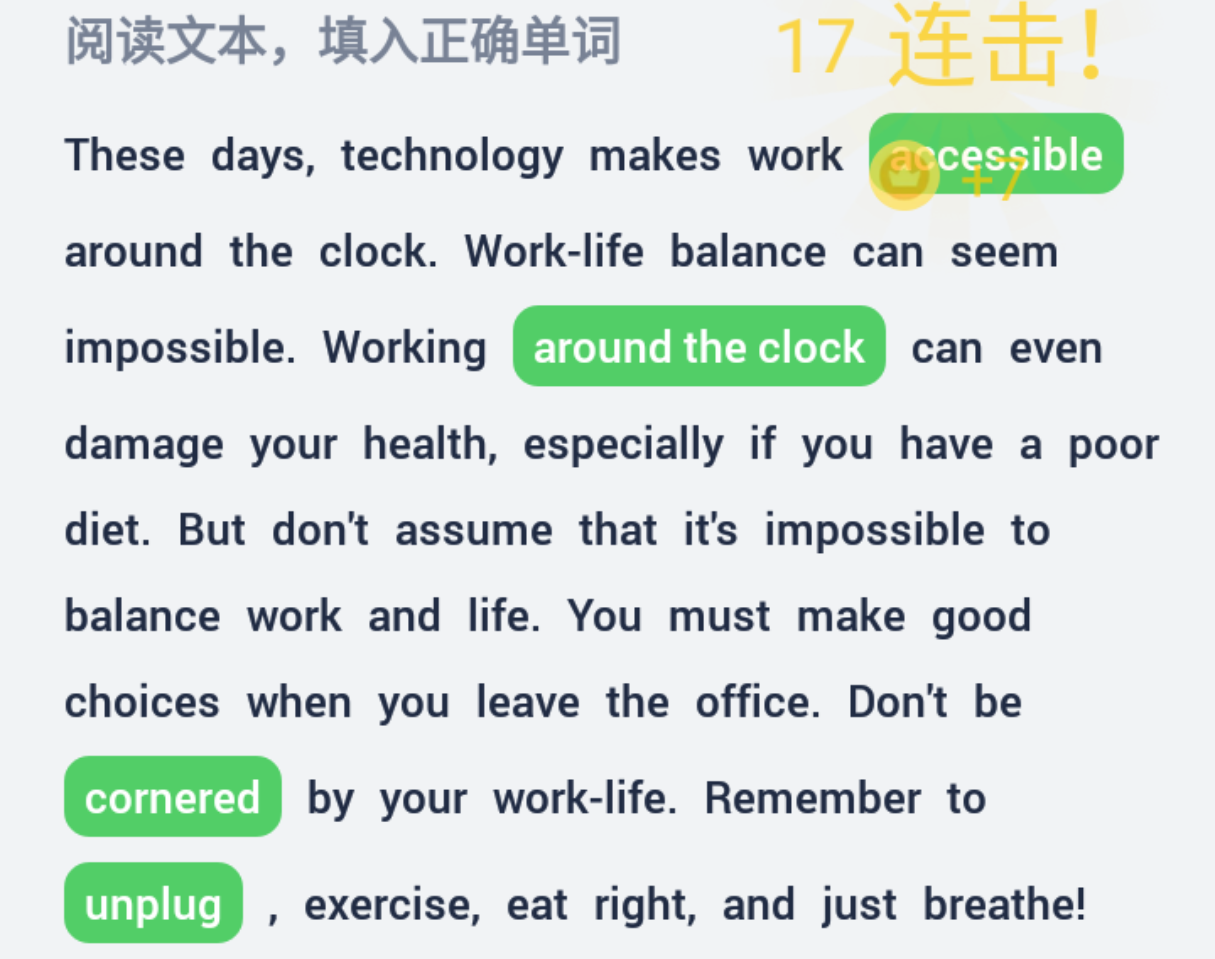 阅读文本，填入正确单词
17 连击！
These days, technology makes work accessible
+7
around the clock. Work-life balance can seem
impossible. Working around the clock can even
damage your health, especially if you have a poor
diet. But don't assume that it's impossible to
balance work and life. You must make good
choices when you leave the office. Don't be
cornered by your work-life. Remember to
unplug , exercise, eat right, and just breathe!